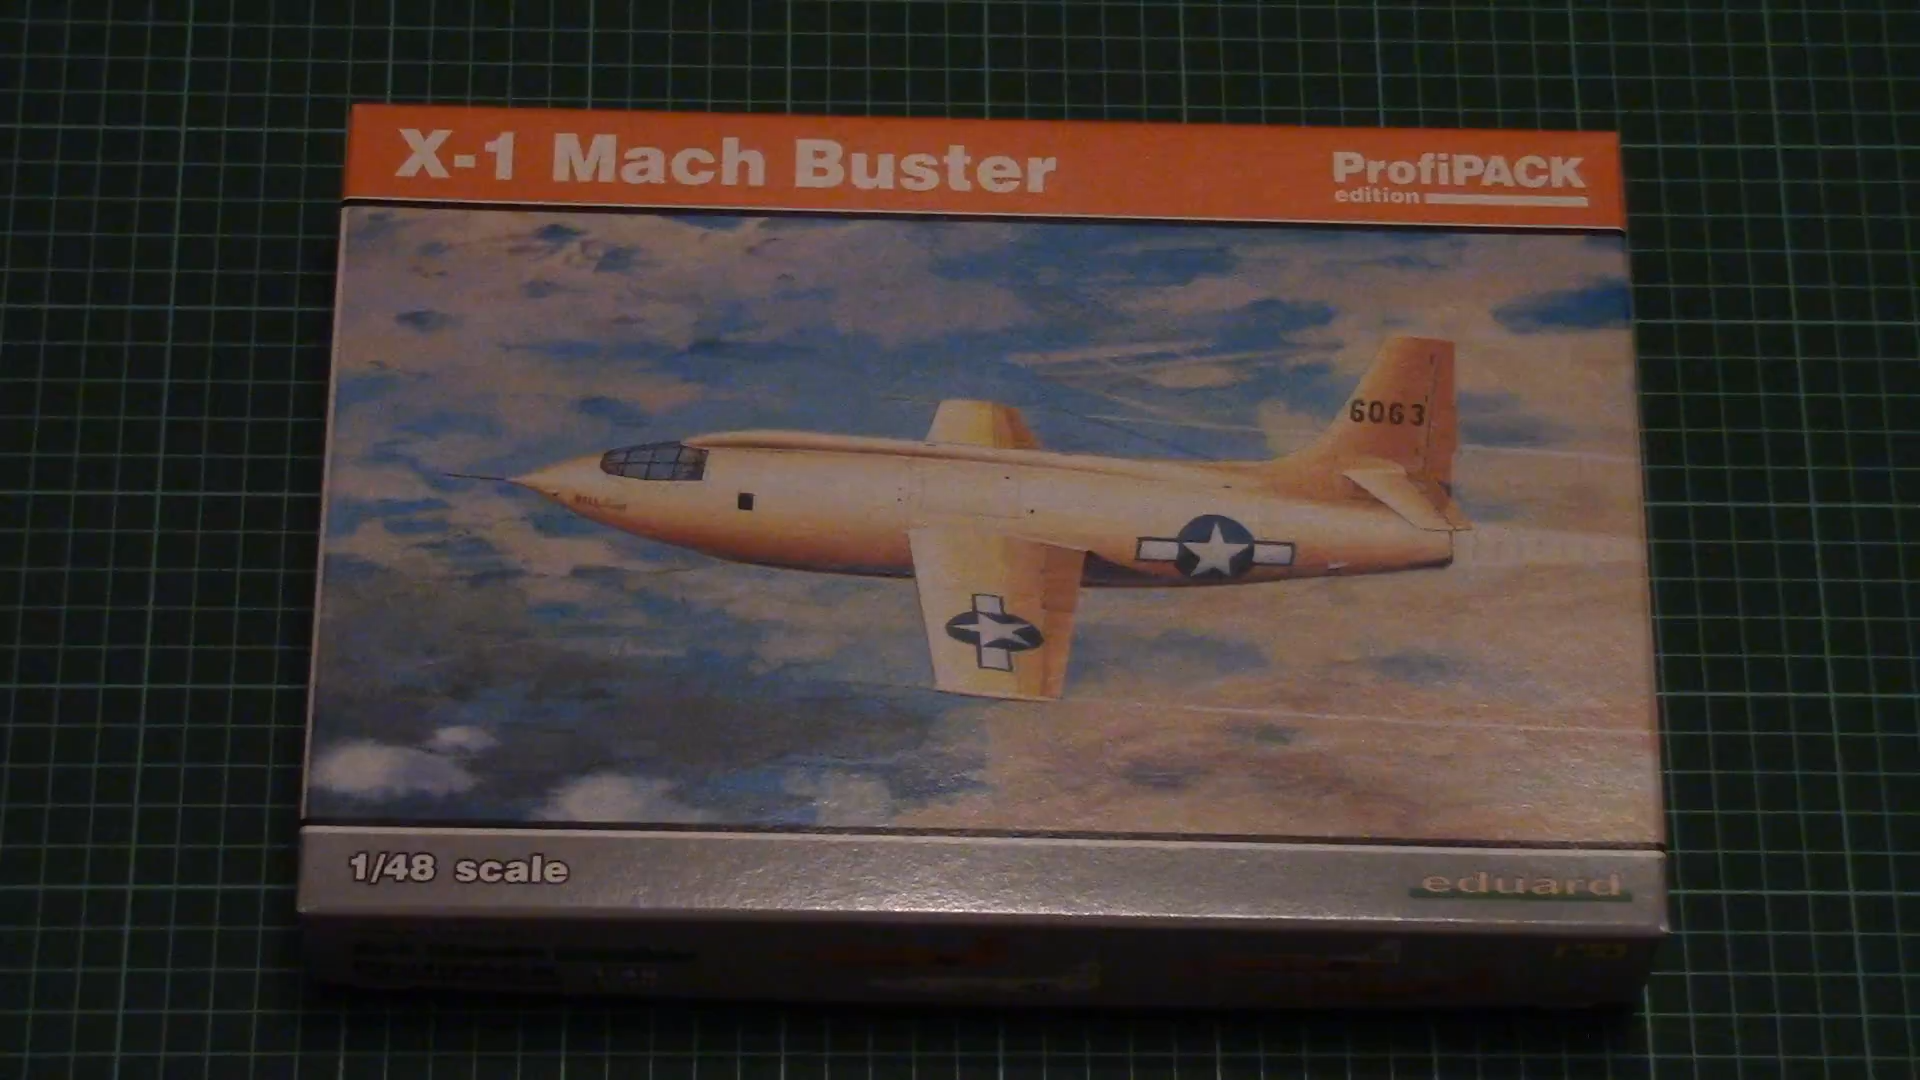 X-1 Mach Buster
ProfiPACK
edition
6063
1/48 scale
eduard